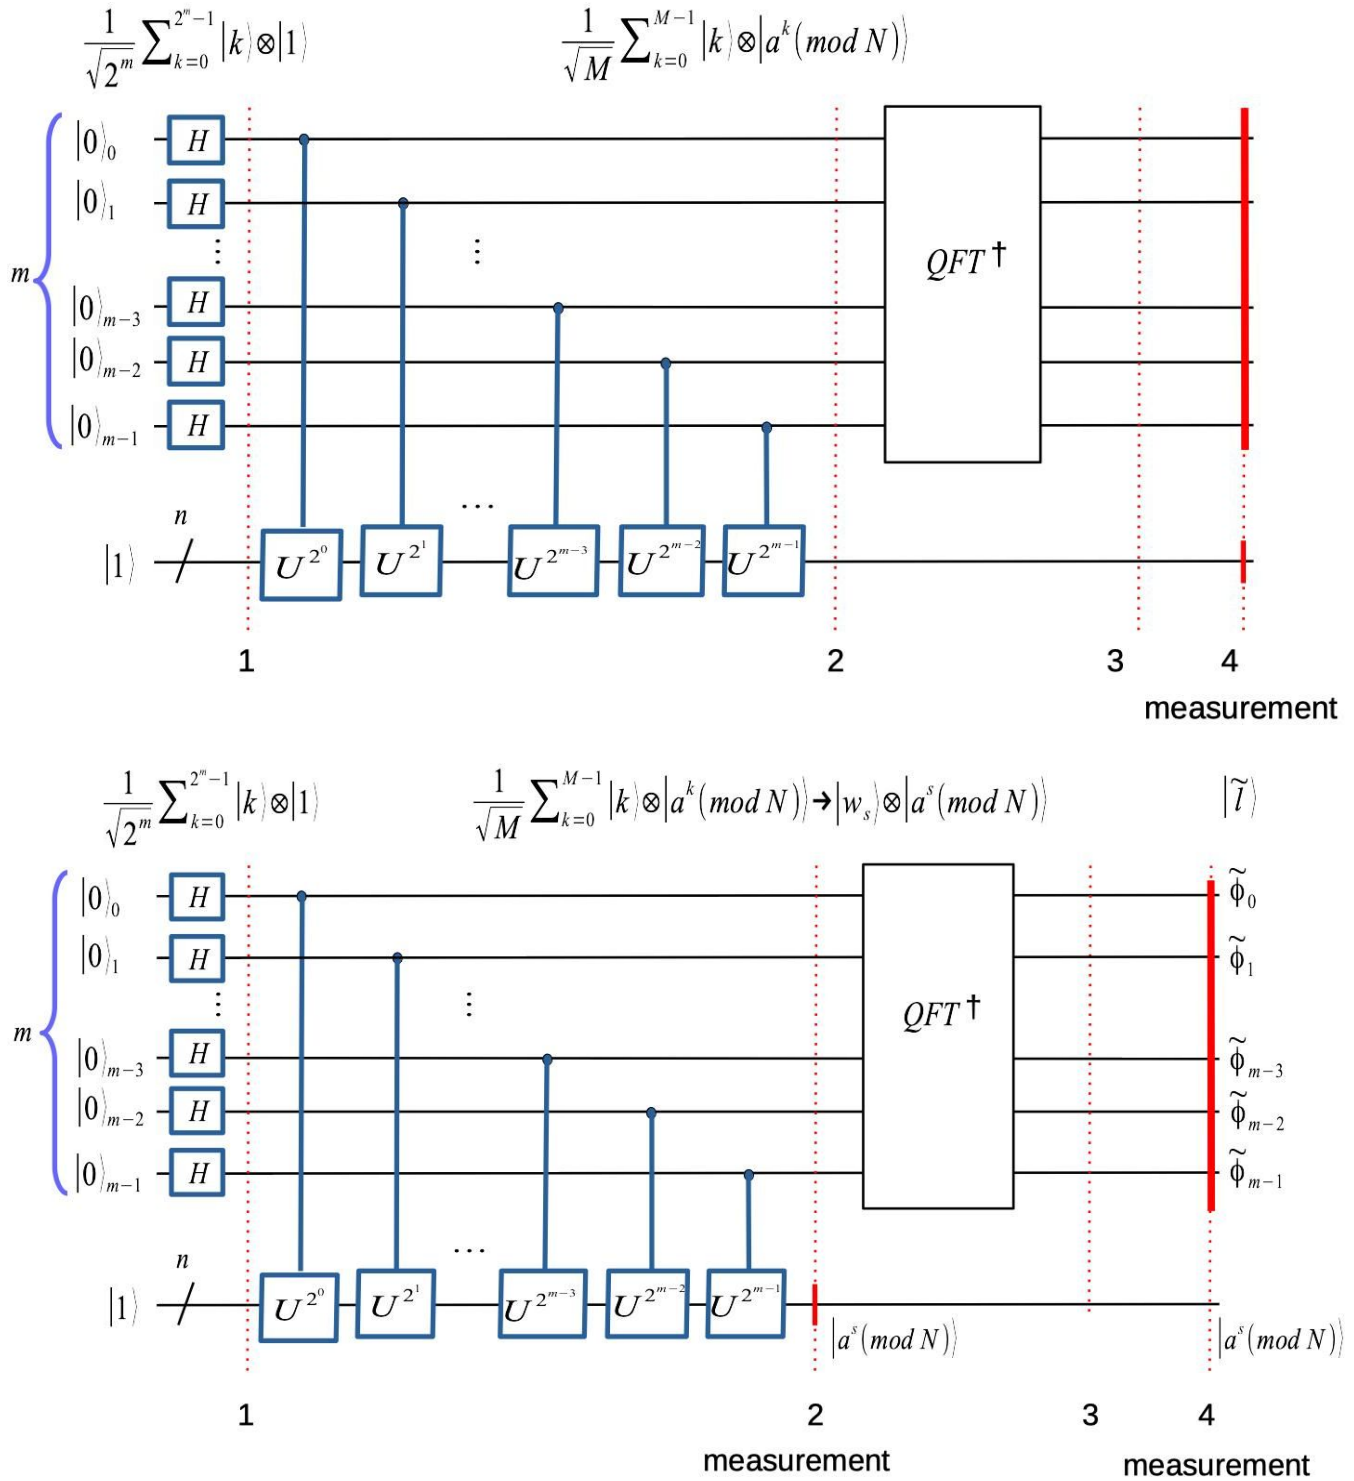 1/√2^m ∑_{k=0}^{2^m−1} |k⟩⊗|1⟩ 1/√M ∑_{k=0}^{M−1} |k⟩⊗|a^k(mod N)⟩
|0⟩_0 H
|0⟩_1 H
⋮ ⋮
m QFT†
|0⟩_{m−3} H
|0⟩_{m−2} H
|0⟩_{m−1} H
n ...
|1⟩ U^{2^0} U^{2^1} U^{2^{m−3}} U^{2^{m−2}} U^{2^{m−1}}
1 2 3 4
measurement
1/√2^m ∑_{k=0}^{2^m−1} |k⟩⊗|1⟩ 1/√M ∑_{k=0}^{M−1} |k⟩⊗|a^k(mod N)⟩→|w_s⟩⊗|a^s(mod N)⟩ |l̃⟩
|0⟩_0 H ϕ̃_0
|0⟩_1 H ϕ̃_1
⋮ ⋮
m QFT†
|0⟩_{m−3} H ϕ̃_{m−3}
|0⟩_{m−2} H ϕ̃_{m−2}
|0⟩_{m−1} H ϕ̃_{m−1}
n ...
|1⟩ U^{2^0} U^{2^1} U^{2^{m−3}} U^{2^{m−2}} U^{2^{m−1}}
|a^s(mod N)⟩ |a^s(mod N)⟩
1 2 3 4
measurement measurement